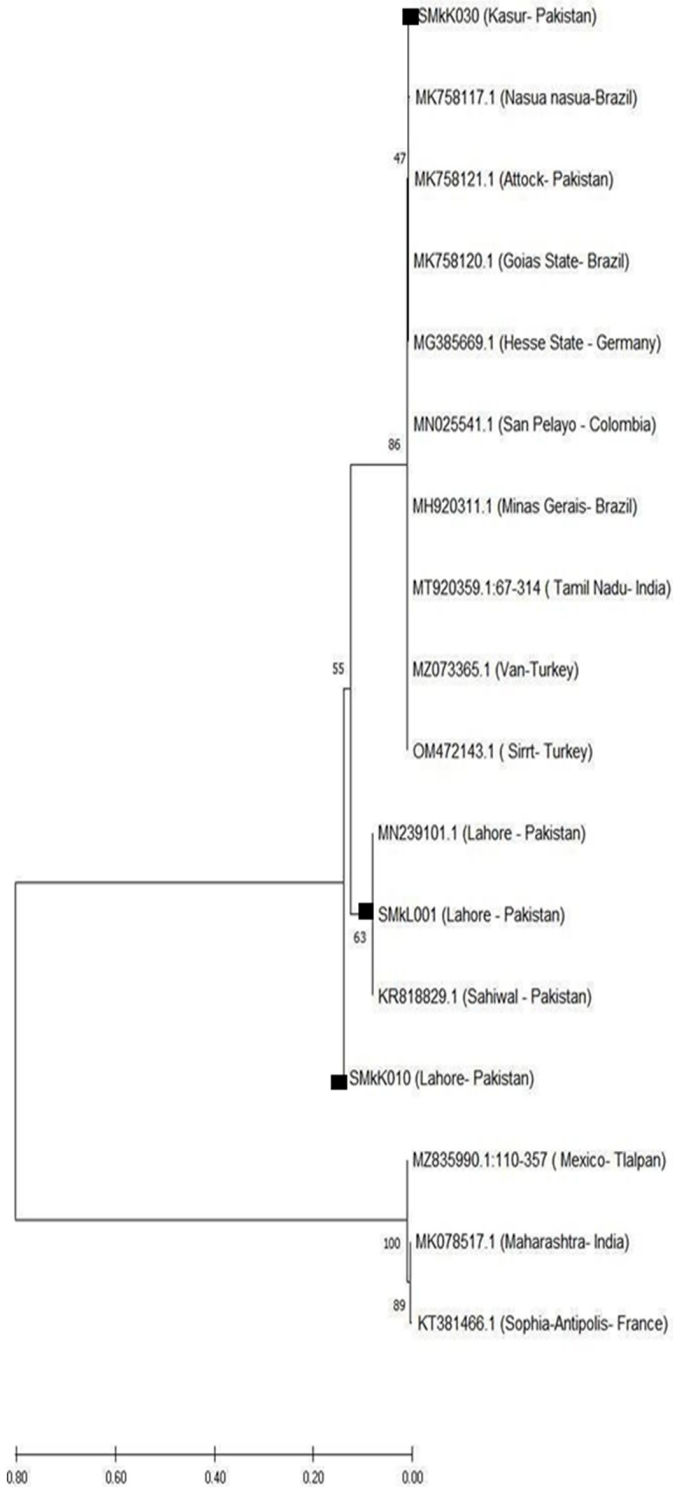 SMkK030 (Kasur- Pakistan)
MK758117.1 (Nasua nasua-Brazil)
47
MK758121.1 (Attock- Pakistan)
MK758120.1 (Goias State- Brazil)
MG385669.1 (Hesse State - Germany)
MN025541.1 (San Pelayo - Colombia)
86
MH920311.1 (Minas Gerais- Brazil)
MT920359.1:67-314 ( Tamil Nadu- India)
55
MZ073365.1 (Van-Turkey)
OM472143.1 ( Sirrt- Turkey)
MN239101.1 (Lahore - Pakistan)
SMkL001 (Lahore - Pakistan)
63
KR818829.1 (Sahiwal - Pakistan)
SMkK010 (Lahore- Pakistan)
MZ835990.1:110-357 ( Mexico- Tlalpan)
100
MK078517.1 (Maharashtra- India)
89
KT381466.1 (Sophia-Antipolis- France)
0.80 0.60 0.40 0.20 0.00